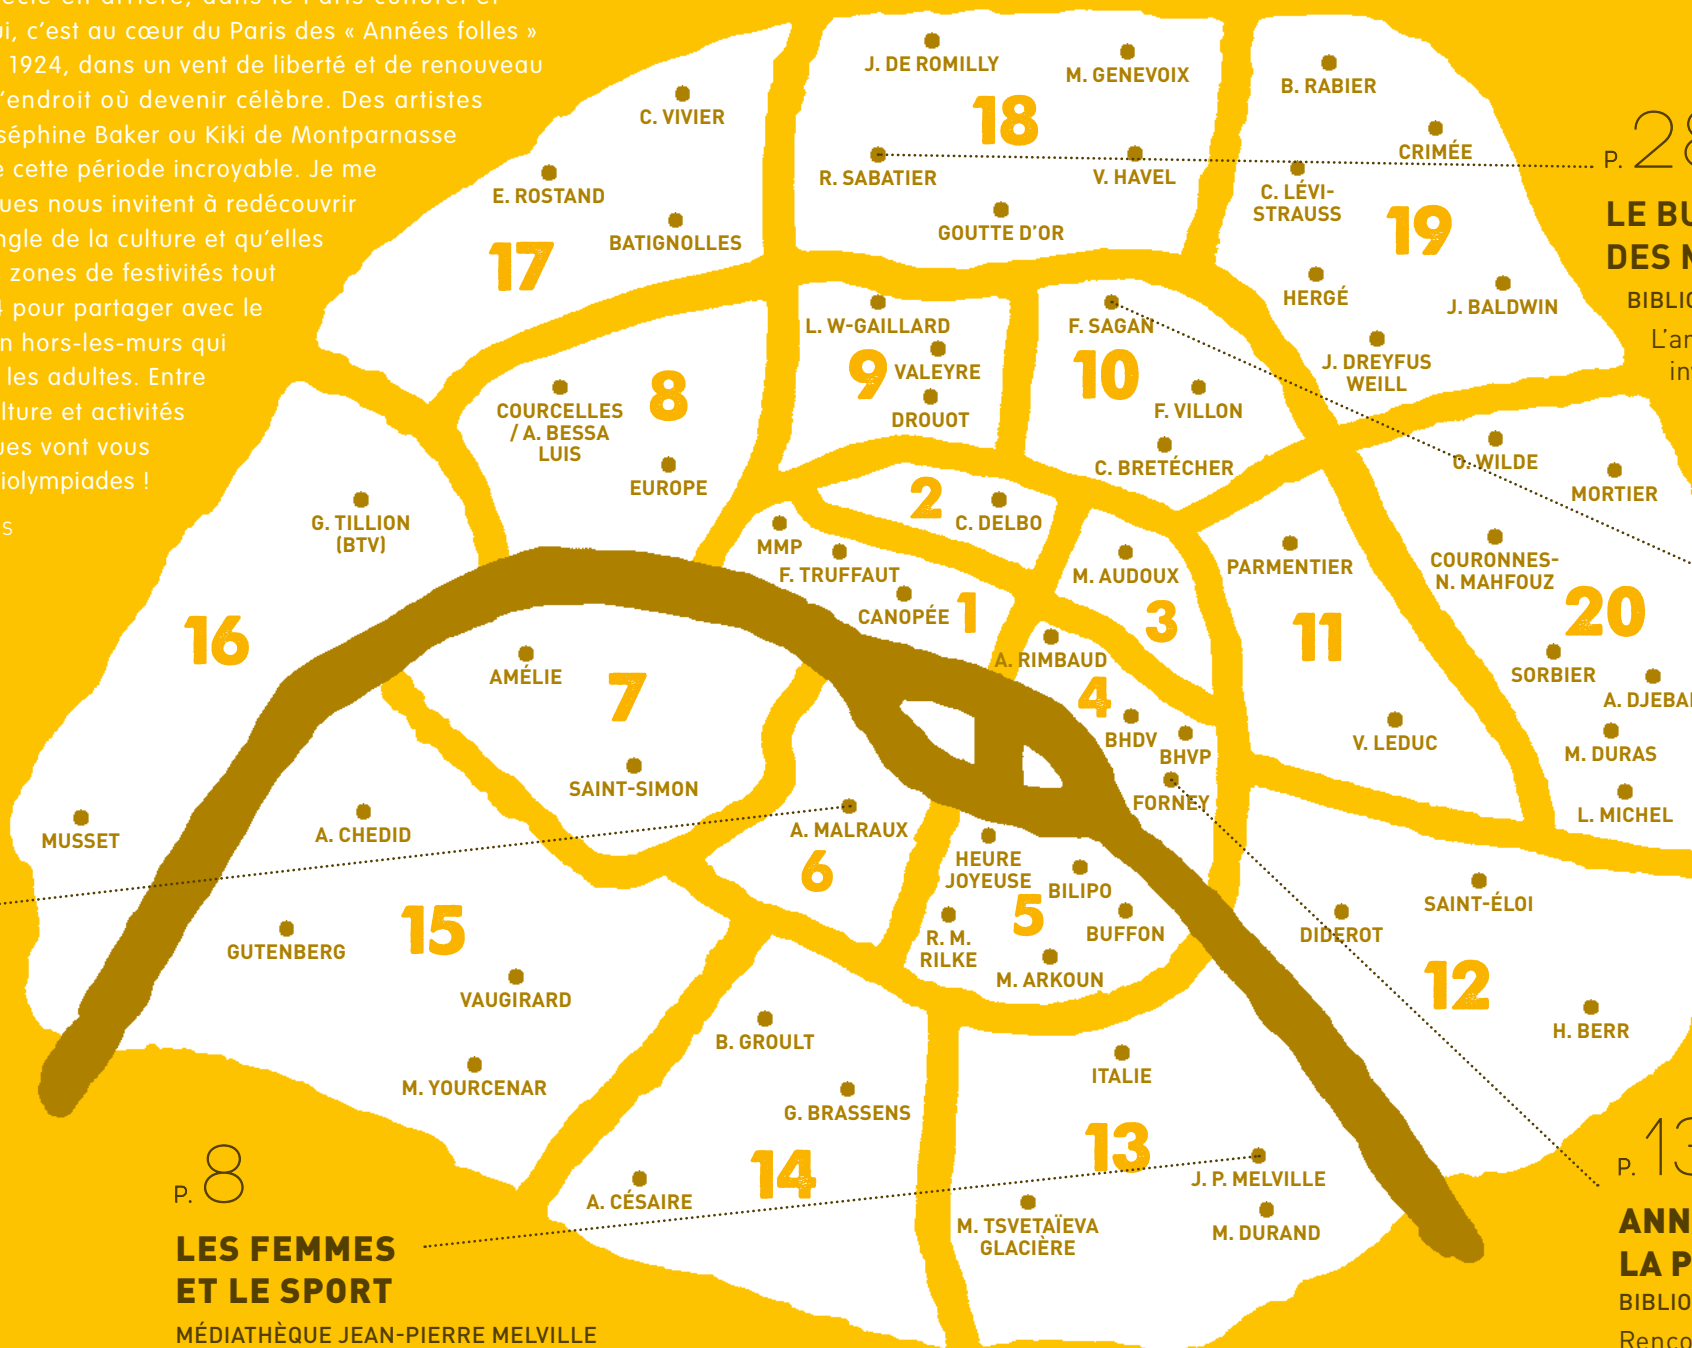 ui, c'est au cœur du Paris des « Années folles »
1924, dans un vent de liberté et de renouveau
l'endroit où devenir célèbre. Des artistes
séphine Baker ou Kiki de Montparnasse
e cette période incroyable. Je me
ques nous invitent à redécouvrir
ngle de la culture et qu'elles
zones de festivités tout
4 pour partager avec le
n hors-les-murs qui
les adultes. Entre
lture et activités
ues vont vous
iolympiades !
S
C. VIVIER
E. ROSTAND
BATIGNOLLES
17
J. DE ROMILLY
M. GENEVOIX
18
R. SABATIER
V. HAVEL
GOUTTE D'OR
B. RABIER
CRIMÉE
C. LÉVI-
STRAUSS
19
HERGÉ
J. BALDWIN
J. DREYFUS
WEILL
P. 28
LE BU
DES
BIBLIO
L'a
in
COURCELLES
/ A. BESSA
LUIS
8
EUROPE
L. W-GAILLARD
9
VALEYRE
DROUOT
F. SAGAN
10
F. VILLON
C. BRETÉCHER
2
C. DELBO
MMP
F. TRUFFAUT
CANOPÉE
1
M. AUDOUX
3
PARMENTIER
11
V. LEDUC
O. WILDE
MORTIER
COURONNES-
N. MAHFOUZ
20
SORBIER
A. DJEBA
M. DURAS
L. MICHEL
G. TILLION
(BTV)
16
MUSSET
AMÉLIE
7
SAINT-SIMON
A. RIMBAUD
4
BHDV
BHVP
FORNEY
A. MALRAUX
6
HEURE
JOYEUSE
BILIPO
5
R. M.
RILKE
BUFFON
M. ARKOUN
A. CHEDID
GUTENBERG
15
VAUGIRARD
M. YOURCENAR
SAINT-ÉLOI
DIDEROT
12
H. BERR
B. GROULT
G. BRASSENS
14
A. CÉSAIRE
ITALIE
13
J. P. MELVILLE
M. TSVETAÏEVA
GLACIÈRE
M. DURAND
P. 8
LES FEMMES
ET LE SPORT
MÉDIATHÈQUE JEAN-PIERRE MELVILLE
P. 13
ANN
LA P
BIBLIO
Renco